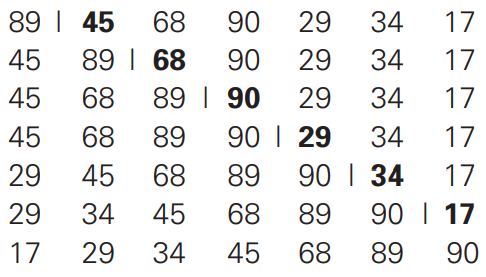 89 | 45 68 90 29 34 17
45 89 | 68 90 29 34 17
45 68 89 | 90 29 34 17
45 68 89 90 | 29 34 17
29 45 68 89 90 | 34 17
29 34 45 68 89 90 | 17
17 29 34 45 68 89 90